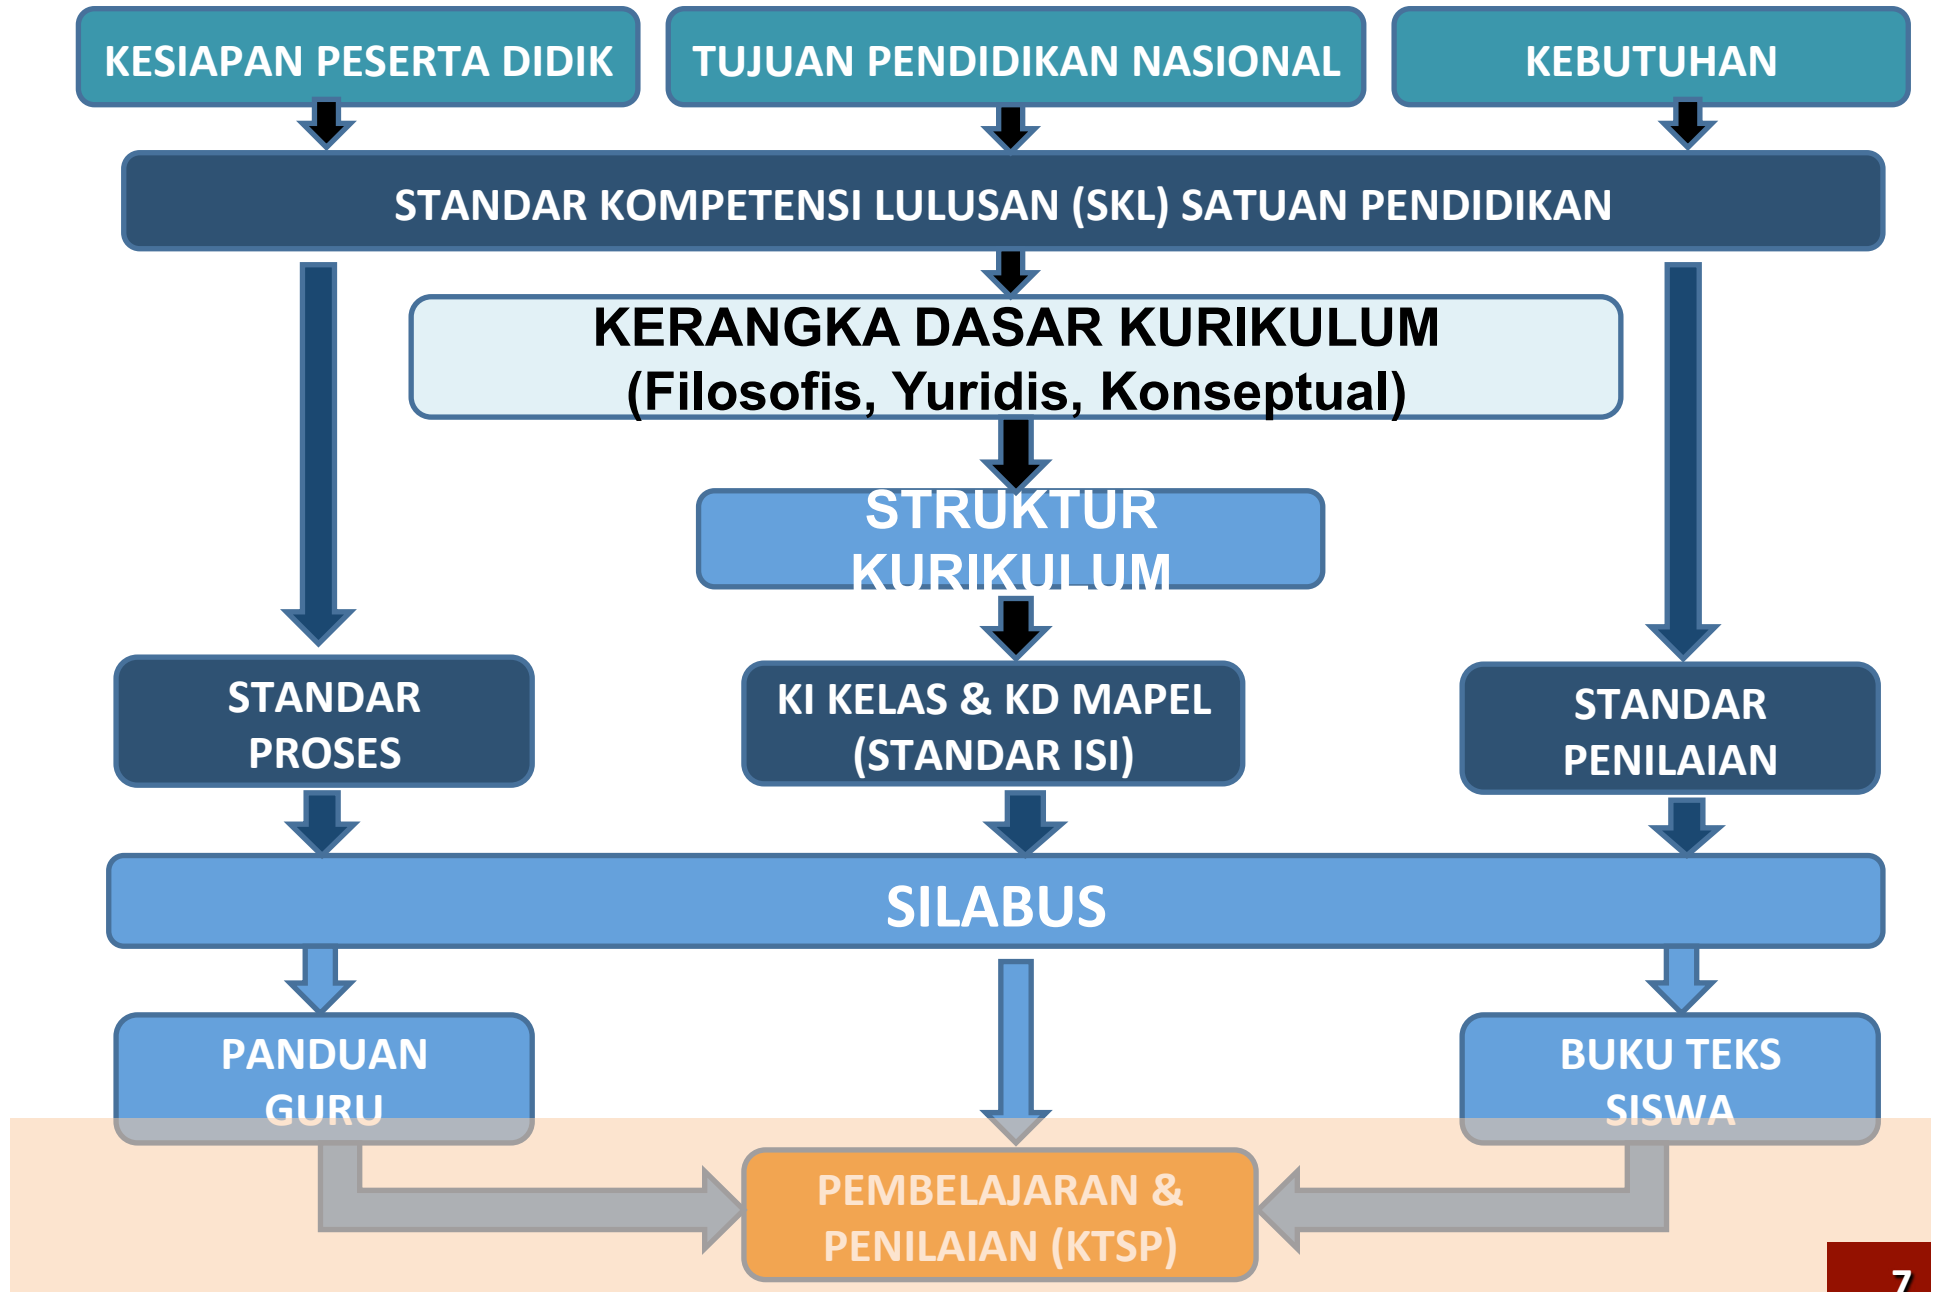 KESIAPAN PESERTA DIDIK
TUJUAN PENDIDIKAN NASIONAL
KEBUTUHAN
STANDAR KOMPETENSI LULUSAN (SKL) SATUAN PENDIDIKAN
KERANGKA DASAR KURIKULUM
(Filosofis, Yuridis, Konseptual)
STRUKTUR
KURIKULUM
STANDAR
PROSES
KI KELAS & KD MAPEL
(STANDAR ISI)
STANDAR
PENILAIAN
SILABUS
PANDUAN
GURU
BUKU TEKS
SISWA
PEMBELAJARAN &
PENILAIAN (KTSP)
7